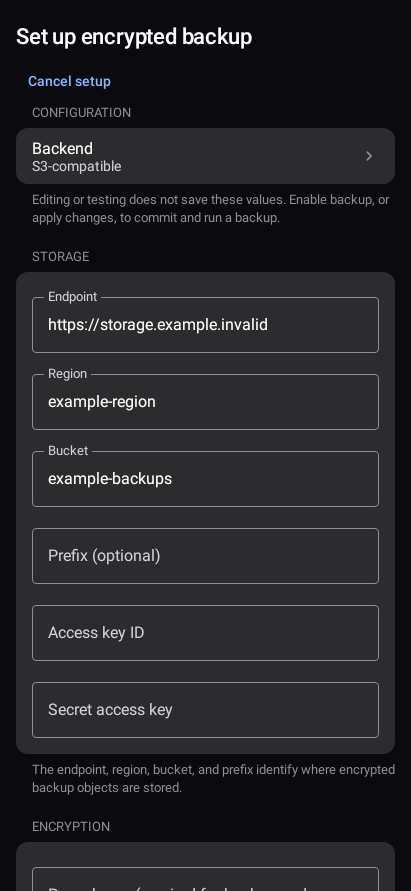 Set up encrypted backup
Cancel setup
CONFIGURATION
Backend
S3-compatible
Editing or testing does not save these values. Enable backup, or
apply changes, to commit and run a backup.
STORAGE
Endpoint
https://storage.example.invalid
Region
example-region
Bucket
example-backups
Prefix (optional)
Access key ID
Secret access key
The endpoint, region, bucket, and prefix identify where encrypted
backup objects are stored.
ENCRYPTION